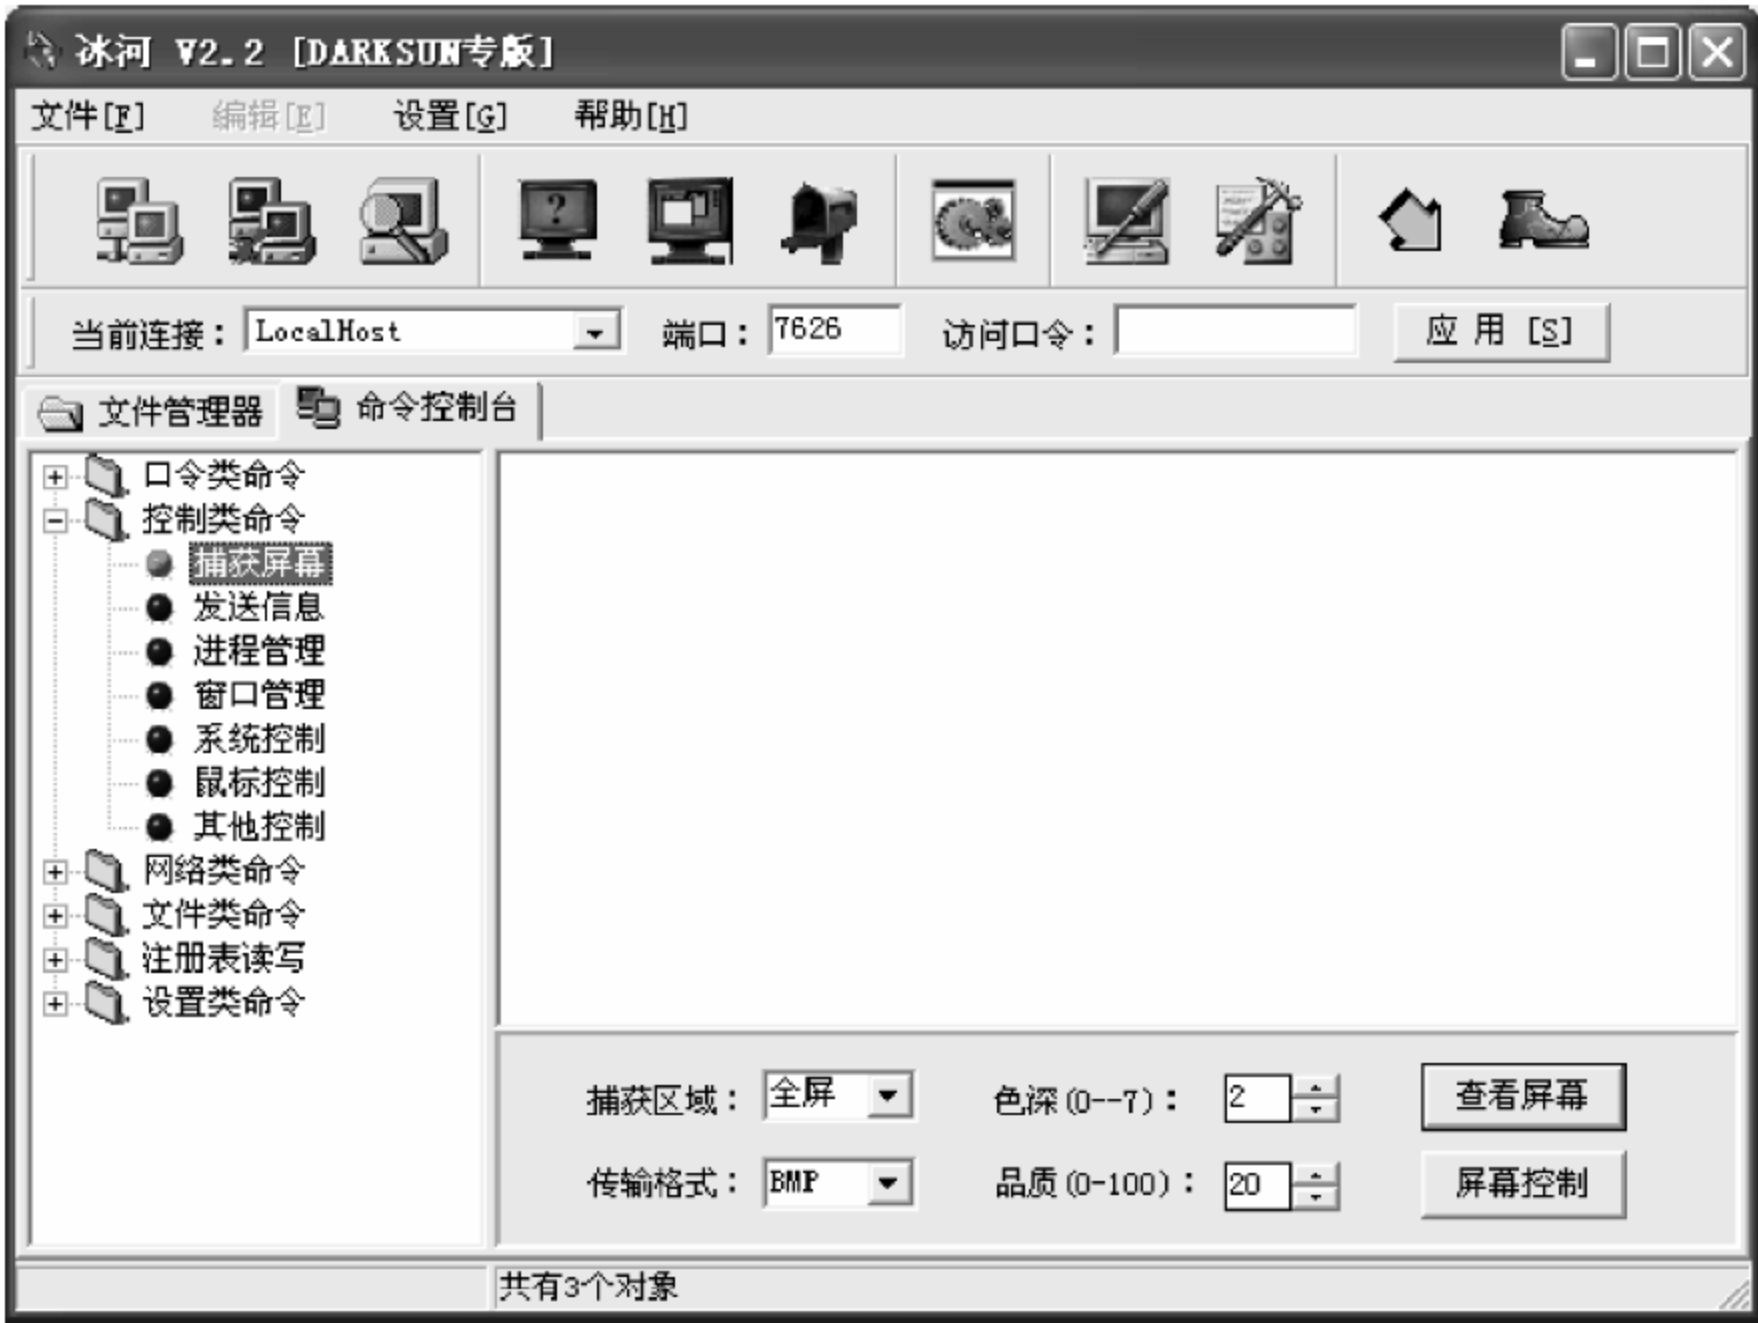 冰河 V2.2 [DARKSUN专版]
文件[F] 编辑[E] 设置[G] 帮助[H]
当前连接： LocalHost 端口： 7626 访问口令： 应 用 [S]
文件管理器 命令控制台
口令类命令
控制类命令
捕获屏幕
发送信息
进程管理
窗口管理
系统控制
鼠标控制
其他控制
网络类命令
文件类命令
注册表读写
设置类命令
捕获区域： 全屏 色深(0--7)： 2 查看屏幕
传输格式： BMP 品质(0-100)： 20 屏幕控制
共有3个对象